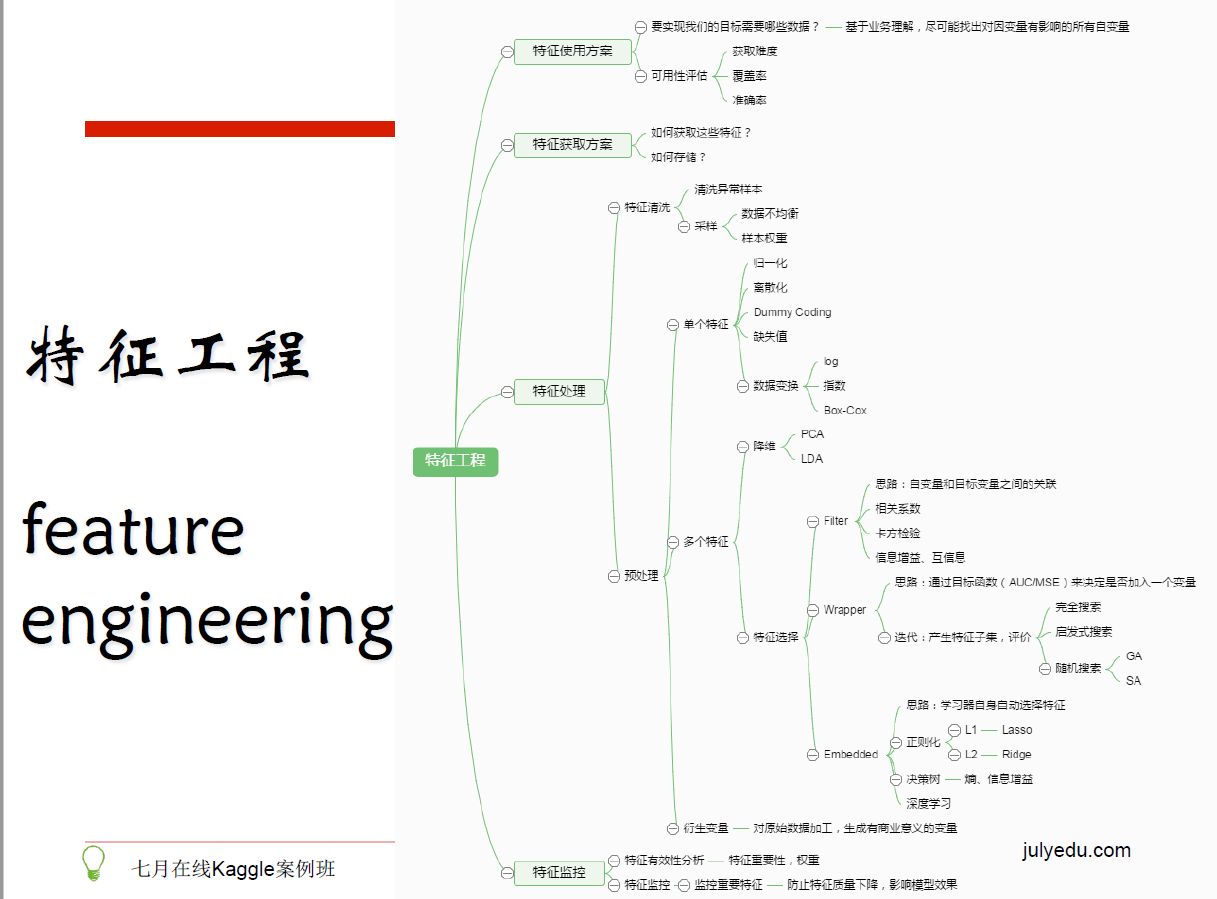 特征工程
feature
engineering
七月在线Kaggle案例班
特征工程
特征使用方案
要实现我们的目标需要哪些数据？
基于业务理解，尽可能找出对因变量有影响的所有自变量
可用性评估
获取难度
覆盖率
准确率
特征获取方案
如何获取这些特征？
如何存储？
特征处理
特征清洗
清洗异常样本
采样
数据不均衡
样本权重
预处理
单个特征
归一化
离散化
Dummy Coding
缺失值
数据变换
log
指数
Box-Cox
多个特征
降维
PCA
LDA
特征选择
Filter
思路：自变量和目标变量之间的关联
相关系数
卡方检验
信息增益、互信息
Wrapper
思路：通过目标函数（AUC/MSE）来决定是否加入一个变量
迭代：产生特征子集，评价
完全搜索
启发式搜索
随机搜索
GA
SA
Embedded
思路：学习器自身自动选择特征
正则化
L1
Lasso
L2
Ridge
决策树
熵、信息增益
深度学习
衍生变量
对原始数据加工，生成有商业意义的变量
特征监控
特征有效性分析
特征重要性，权重
特征监控
监控重要特征
防止特征质量下降，影响模型效果
julyedu.com